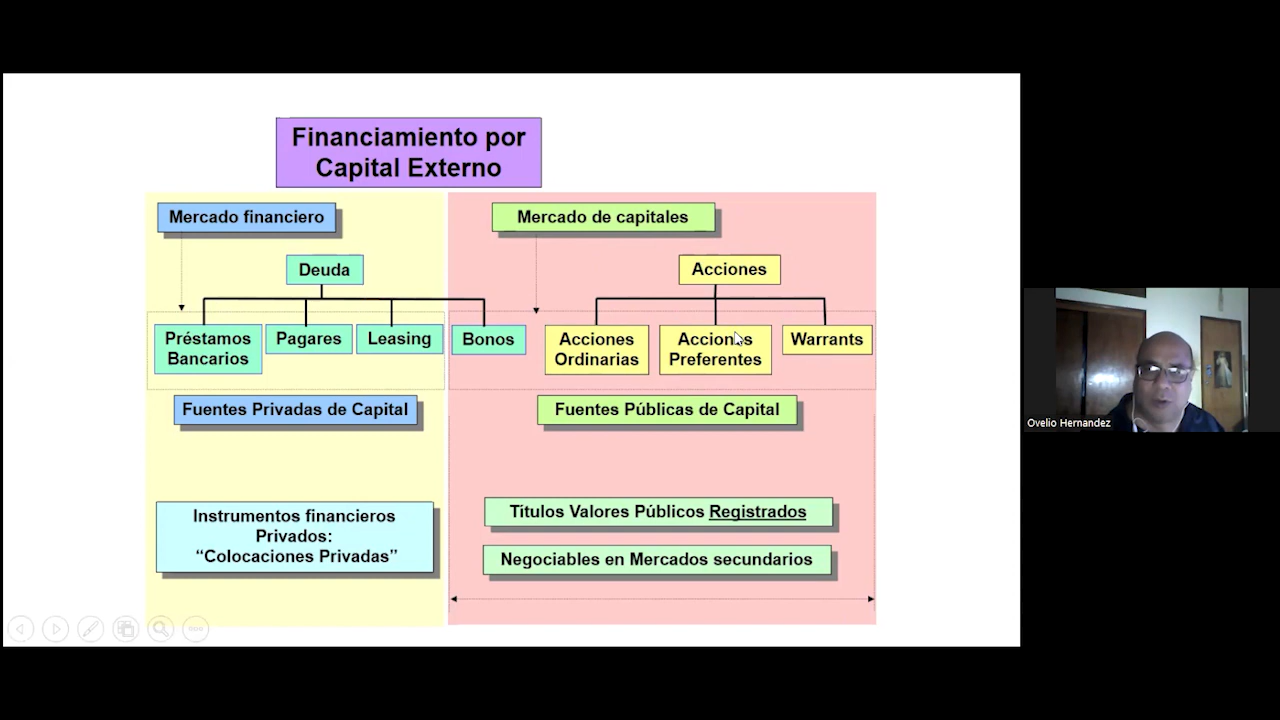 Financiamiento por
Capital Externo
Mercado financiero
Mercado de capitales
Deuda
Acciones
Préstamos
Bancarios
Pagares
Leasing
Bonos
Acciones
Ordinarias
Acciones
Preferentes
Warrants
Fuentes Privadas de Capital
Fuentes Públicas de Capital
Instrumentos financieros
Privados:
“Colocaciones Privadas”
Titulos Valores Públicos Registrados
Negociables en Mercados secundarios
Ovelio Hernandez